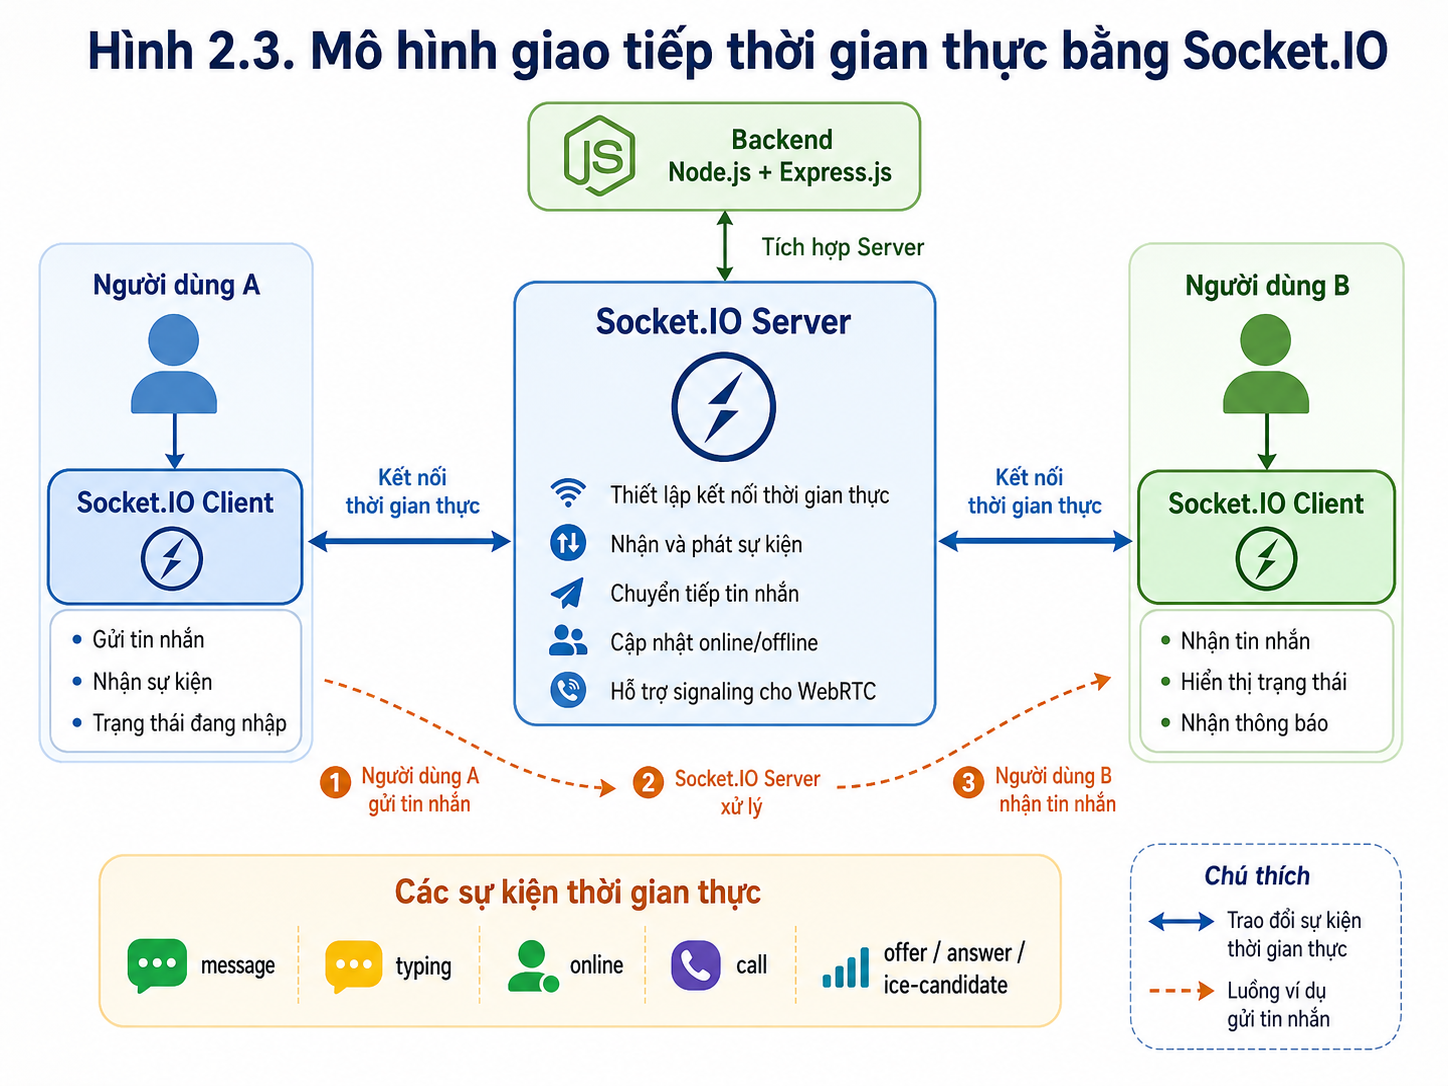 Hình 2.3. Mô hình giao tiếp thời gian thực bằng Socket.IO
JS
Backend
Node.js + Express.js
Tích hợp Server
Người dùng A
Socket.IO Client
Gửi tin nhắn
Nhận sự kiện
Trạng thái đang nhập
Kết nối
thời gian thực
Socket.IO Server
Thiết lập kết nối thời gian thực
Nhận và phát sự kiện
Chuyển tiếp tin nhắn
Cập nhật online/offline
Hỗ trợ signaling cho WebRTC
Kết nối
thời gian thực
Người dùng B
Socket.IO Client
Nhận tin nhắn
Hiển thị trạng thái
Nhận thông báo
1 Người dùng A
gửi tin nhắn
2 Socket.IO Server
xử lý
3 Người dùng B
nhận tin nhắn
Các sự kiện thời gian thực
message
typing
online
call
offer / answer /
ice-candidate
Chú thích
Trao đổi sự kiện
thời gian thực
Luồng ví dụ
gửi tin nhắn